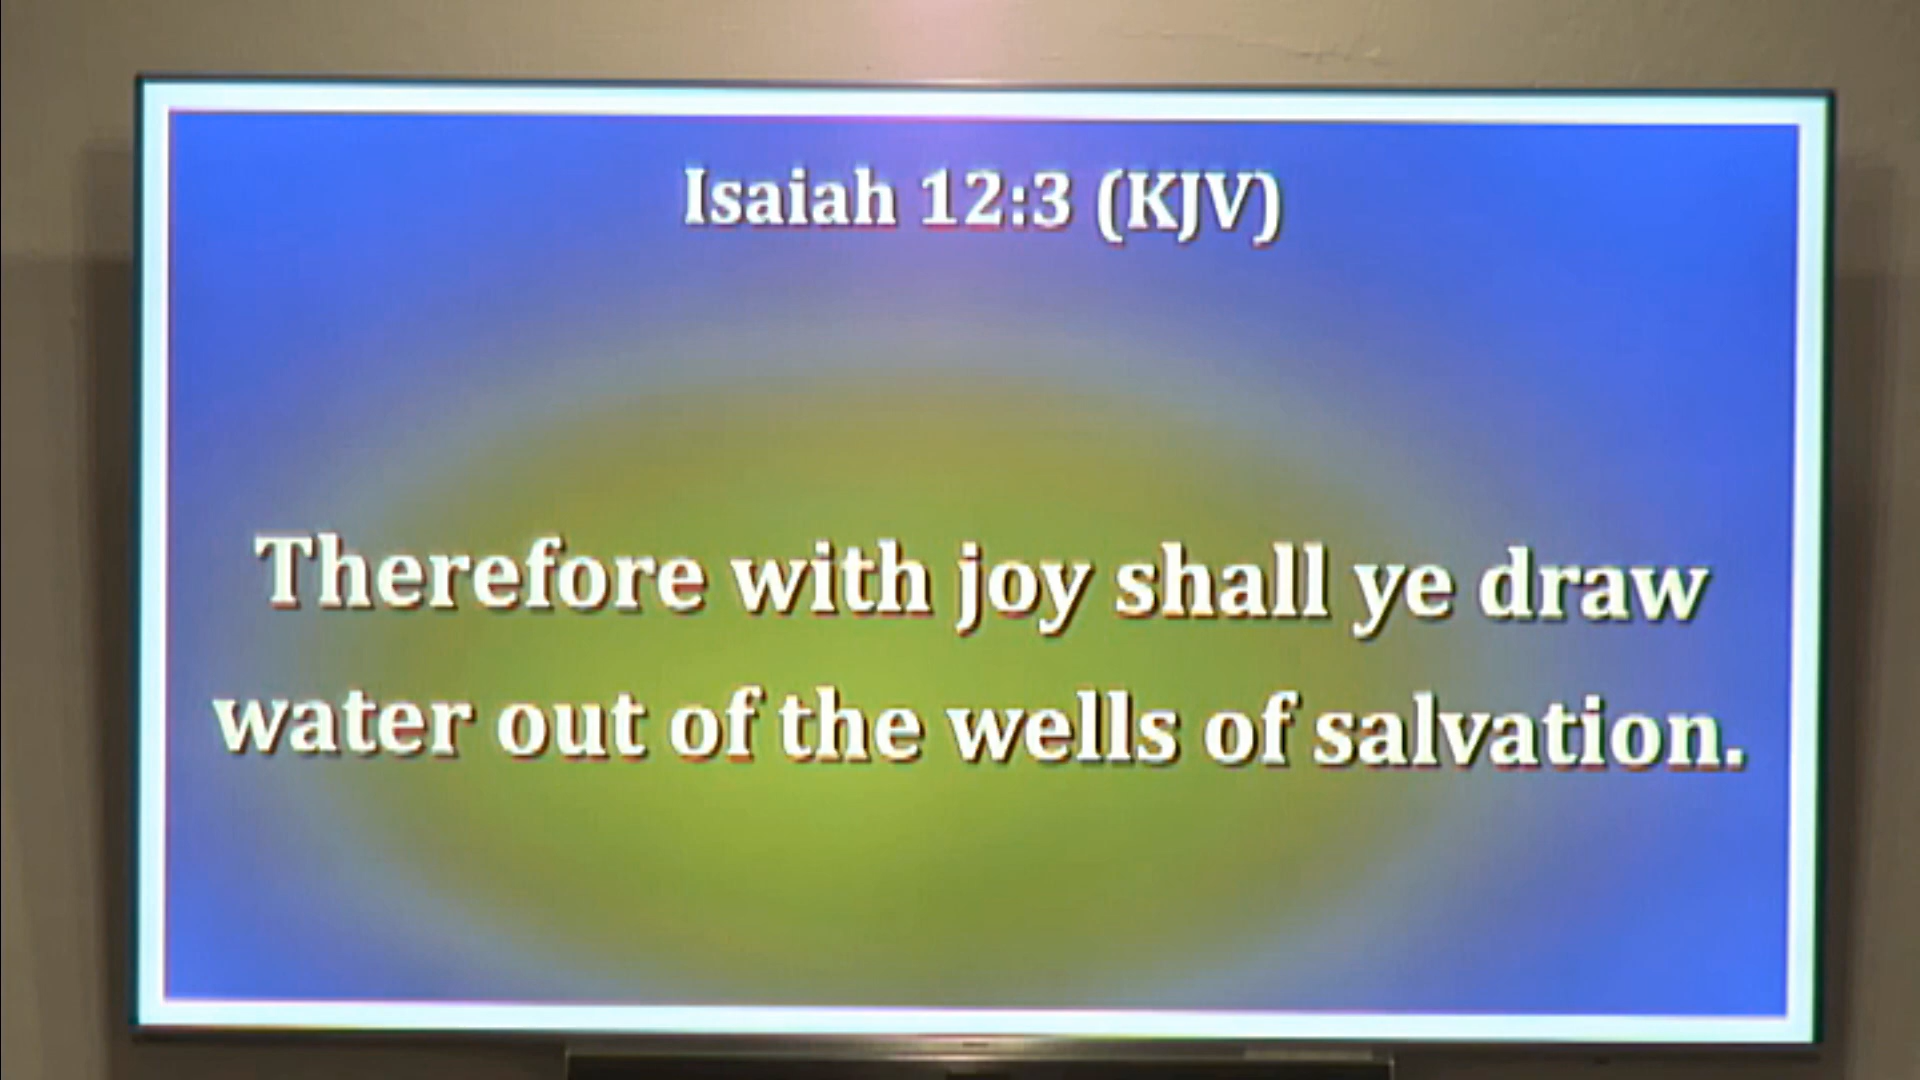 Isaiah 12:3 (KJV)
Therefore with joy shall ye draw
water out of the wells of salvation.